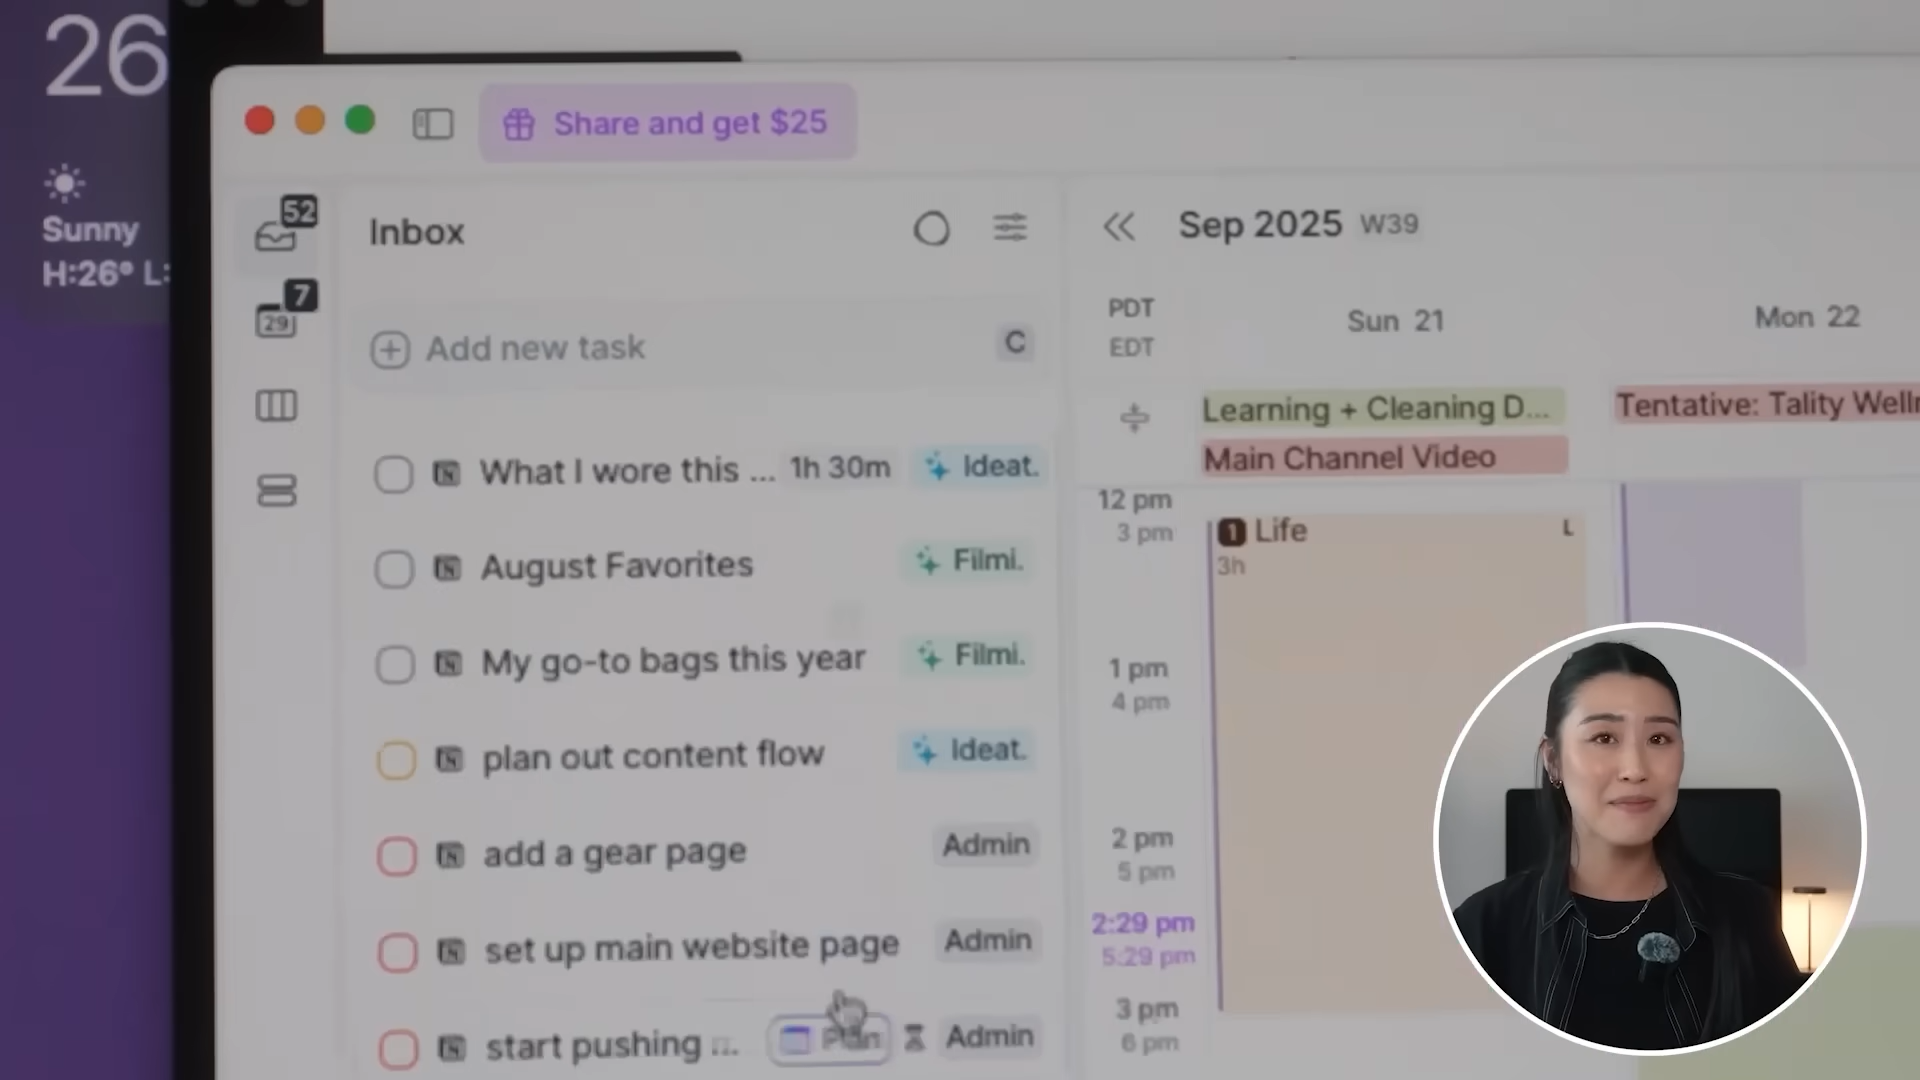 26
Sunny
H:26° L:
Share and get $25
52
7
29
Inbox
Add new task
C
What I wore this ...
1h 30m
Ideat.
August Favorites
Filmi.
My go-to bags this year
Filmi.
plan out content flow
Ideat.
add a gear page
Admin
set up main website page
Admin
start pushing ...
Plan
Admin
Sep 2025 W39
PDT
EDT
Sun 21
Mon 22
Learning + Cleaning D...
Main Channel Video
Tentative: Tality Welln
12 pm
3 pm
1 Life
L
3h
1 pm
4 pm
2 pm
5 pm
2:29 pm
5:29 pm
3 pm
6 pm